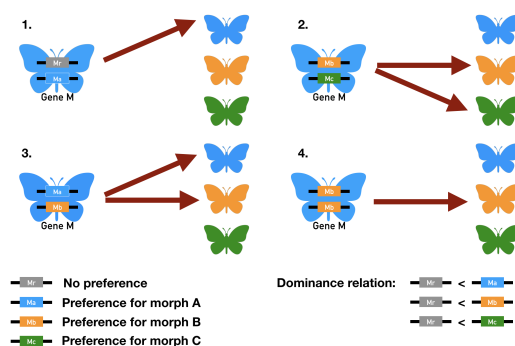 1.
Mr
Ma
Gene M
2.
Mb
Mc
Gene M
3.
Ma
Mb
Gene M
4.
Mb
Mb
Gene M
Mr No preference
Ma Preference for morph A
Mb Preference for morph B
Mc Preference for morph C
Dominance relation: Mr < Ma
Mr < Mb
Mr < Mc